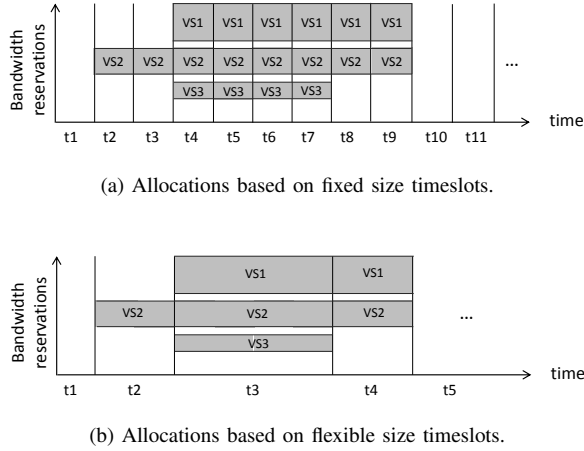 Bandwidth
reservations
VS1 VS1 VS1 VS1 VS1 VS1
VS2 VS2 VS2 VS2 VS2 VS2 VS2 VS2
...
VS3 VS3 VS3 VS3
time
t1 t2 t3 t4 t5 t6 t7 t8 t9 t10 t11
(a) Allocations based on fixed size timeslots.
Bandwidth
reservations
VS1 VS1
VS2 VS2 VS2
...
VS3
time
t1 t2 t3 t4 t5
(b) Allocations based on flexible size timeslots.